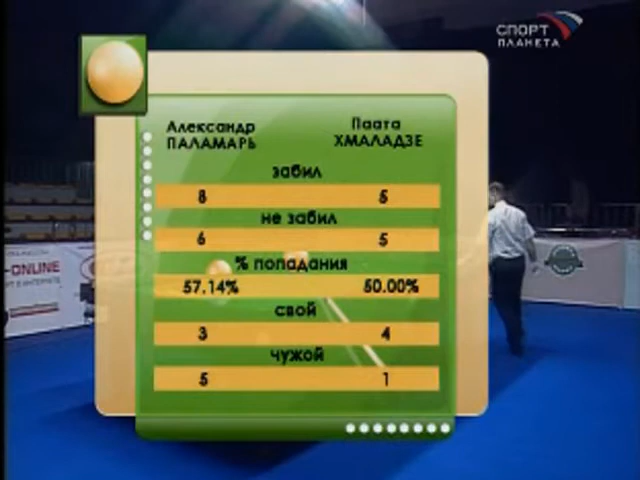 СПОРТ
ПЛАНЕТА
Александр
ПАЛАМАРЬ
Паата
ХМАЛАДЗЕ
забил
8 5
не забил
6 5
% попадания
57.14% 50.00%
свой
3 4
чужой
5 1
-ONLINE